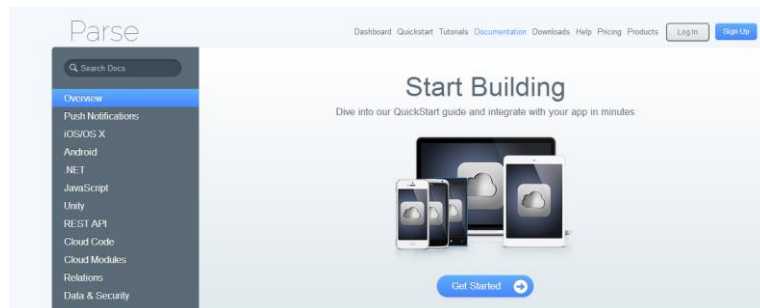 Parse
Dashboard Quickstart Tutorials Documentation Downloads Help Pricing Products Log In Sign Up
Search Docs
Overview
Push Notifications
iOS/OS X
Android
.NET
JavaScript
Unity
REST API
Cloud Code
Cloud Modules
Relations
Data & Security
Start Building
Dive into our QuickStart guide and integrate with your app in minutes
Get Started